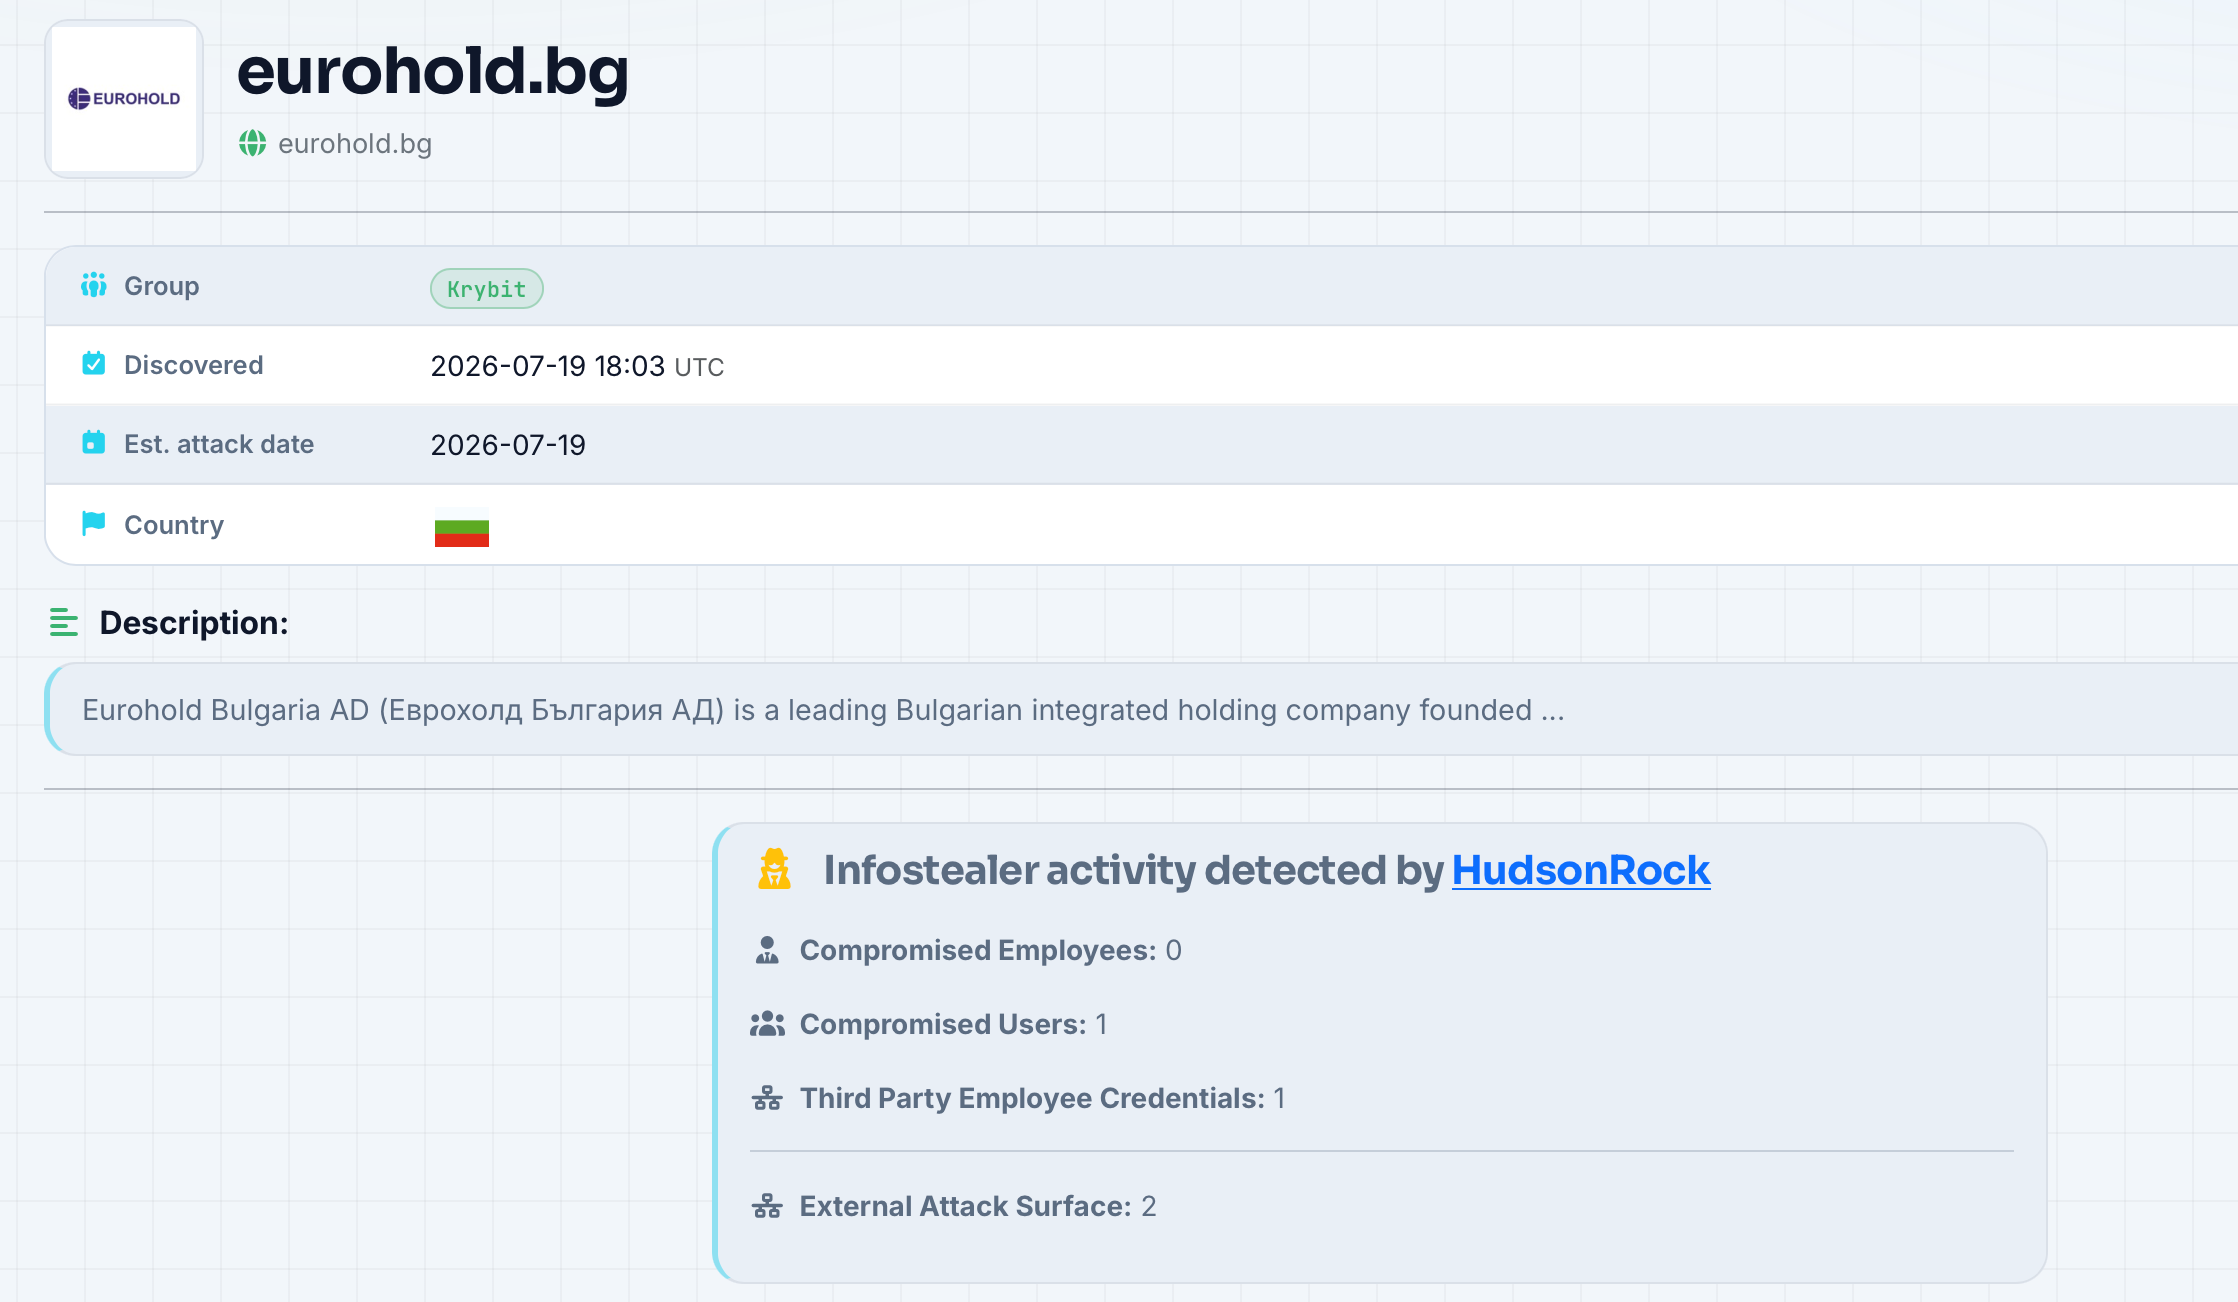 EUROHOLD
eurohold.bg
eurohold.bg
Group Krybit
Discovered 2026-07-19 18:03 UTC
Est. attack date 2026-07-19
Country
Description:
Eurohold Bulgaria AD (Еврохолд България АД) is a leading Bulgarian integrated holding company founded ...
Infostealer activity detected by HudsonRock
Compromised Employees: 0
Compromised Users: 1
Third Party Employee Credentials: 1
External Attack Surface: 2